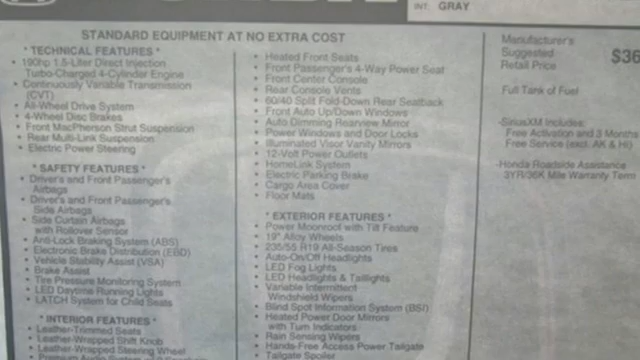 INT: GRAY
STANDARD EQUIPMENT AT NO EXTRA COST
* TECHNICAL FEATURES *
• 190hp 1.5-Liter Direct Injection
Turbo-Charged 4-Cylinder Engine
• Continuously Variable Transmission
(CVT)
• All-Wheel Drive System
• 4-Wheel Disc Brakes
• Front MacPherson Strut Suspension
• Rear Multi-Link Suspension
• Electric Power Steering
* SAFETY FEATURES *
• Driver's and Front Passenger's
Airbags
• Driver's and Front Passenger's
Side Airbags
• Side Curtain Airbags
with Rollover Sensor
• Anti-Lock Braking System (ABS)
• Electronic Brake Distribution (EBD)
• Vehicle Stability Assist (VSA)
• Brake Assist
• Tire Pressure Monitoring System
• LED Daytime Running Lights
• LATCH System for Child Seats
* INTERIOR FEATURES *
• Leather-Trimmed Seats
• Leather-Wrapped Shift Knob
• Leather-Wrapped Steering Wheel
• Premium Audio System
• Heated Front Seats
• Front Passenger's 4-Way Power Seat
• Front Center Console
• Rear Console Vents
• 60/40 Split Fold-Down Rear Seatback
• Front Auto Up/Down Windows
• Auto Dimming Rearview Mirror
• Power Windows and Door Locks
• Illuminated Visor Vanity Mirrors
• 12-Volt Power Outlets
• HomeLink System
• Electric Parking Brake
• Cargo Area Cover
• Floor Mats
* EXTERIOR FEATURES *
• Power Moonroof with Tilt Feature
• 19" Alloy Wheels
• 235/55 R19 All-Season Tires
• Auto-On/Off Headlights
• LED Fog Lights
• LED Headlights & Taillights
• Variable Intermittent
Windshield Wipers
• Blind Spot Information System (BSI)
• Heated Power Door Mirrors
with Turn Indicators
• Rain Sensing Wipers
• Hands-Free Access Power Tailgate
• Tailgate Spoiler
Manufacturer's
Suggested
Retail Price $36
Full Tank of Fuel
-SiriusXM Includes:
Free Activation and 3 Months
Free Service (excl. AK & HI)
-Honda Roadside Assistance
3YR/36K Mile Warranty Term